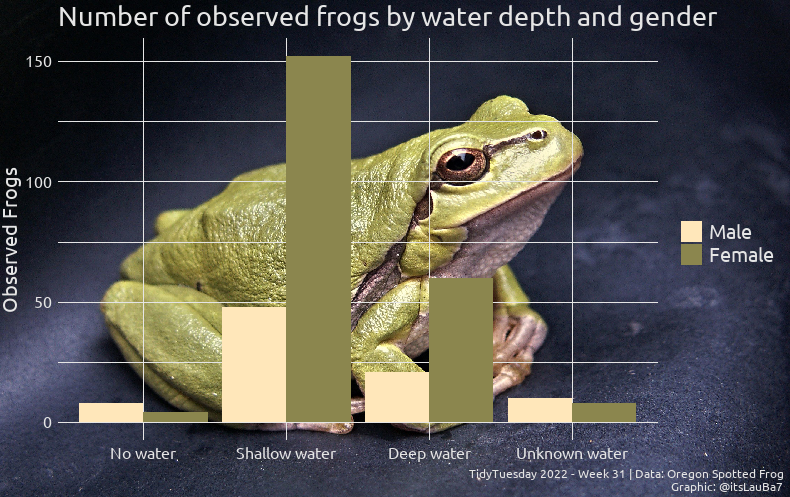 Number of observed frogs by water depth and gender
150
100
50
0
Observed Frogs
Male
Female
No water
Shallow water
Deep water
Unknown water
TidyTuesday 2022 - Week 31 | Data: Oregon Spotted Frog
Graphic: @itsLauBa7